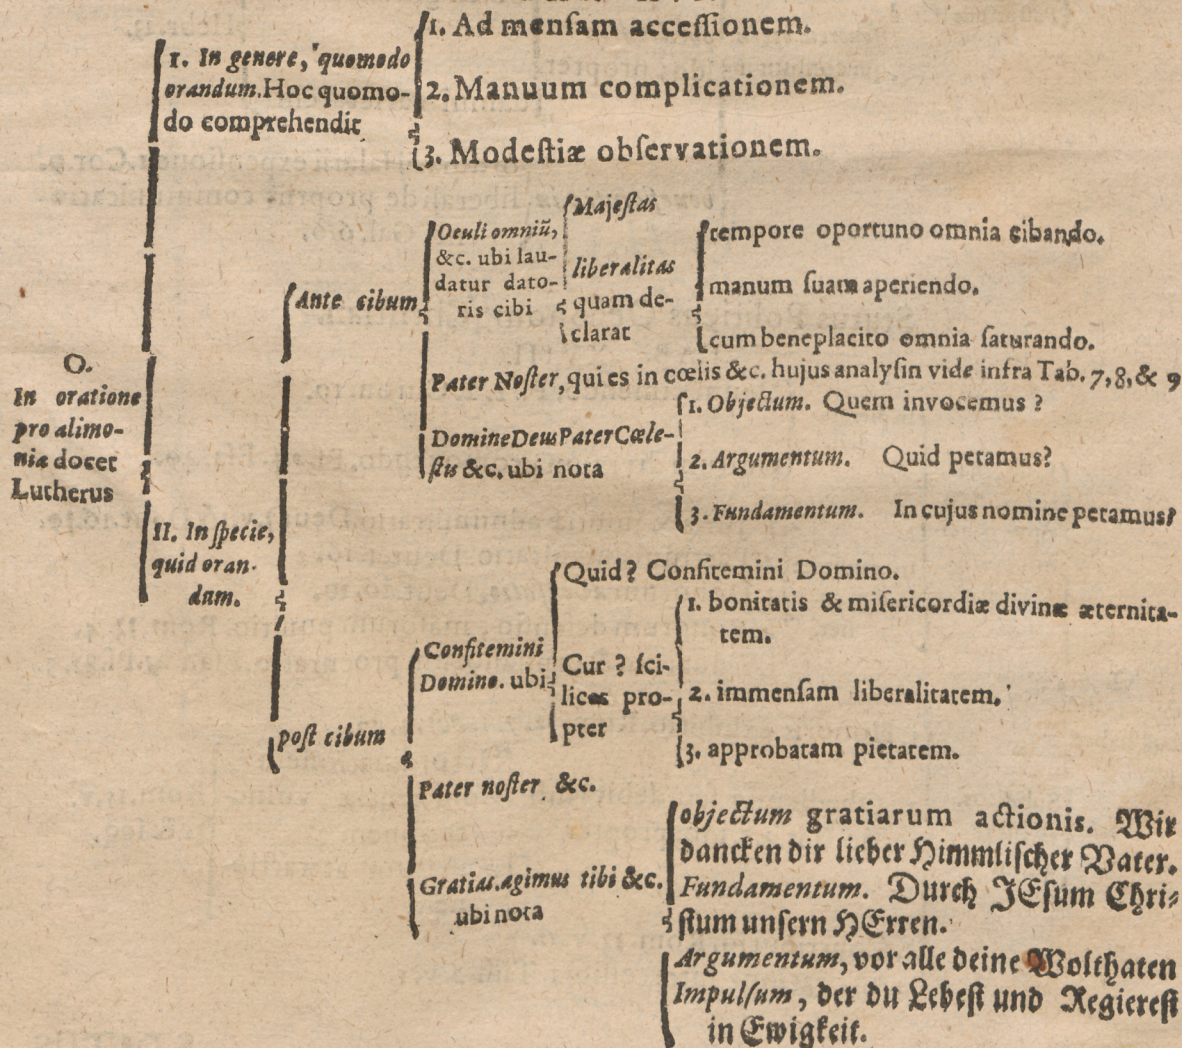 O.
In oratione
pro alimo-
niæ docet
Lutherus
1. In genere, quomodo
orandum. Hoc quomo-
do comprehendit
1. Ad mensam accessionem.
2. Manuum complicationem.
3. Modestiæ observationem.
II. In specie,
quid oran-
dam.
Ante cibum
Oculi omniũ,
&c. ubi lau-
datur dato-
ris cibi
Majestas
liberalitas
quam de-
clarat
tempore oportuno omnia cibando.
manum suam aperiendo.
cum beneplacito omnia saturando.
Pater Noster, qui es in cœlis &c. hujus analysin vide infra Tab. 7, 8, & 9
Domine Deus Pater Cœle-
stis &c. ubi nota
1. Objectum. Quem invocemus?
2. Argumentum. Quid petamus?
3. Fundamentum. In cujus nomine petamus?
post cibum
Confitemini
Domino. ubi
Quid? Confitemini Domino.
Cur? sci-
licet pro-
pter
1. bonitatis & misericordiæ divinæ æternita-
tem.
2. immensam liberalitatem.
3. approbatam pietatem.
Pater noster &c.
Gratias agimus tibi &c.
ubi nota
objectum gratiarum actionis. Wir
dancken dir lieber Himmlischer Vater.
Fundamentum. Durch JEsum Chri-
stum unsern HErren.
Argumentum, vor alle deine Wolthaten
Impulsum, der du Lebest und Regierest
in Ewigkeit.